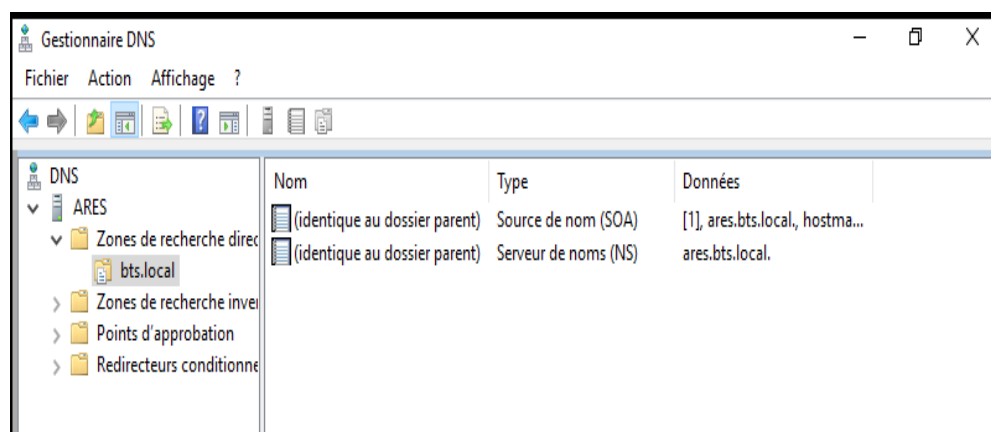 Gestionnaire DNS
Fichier Action Affichage ?
DNS
ARES
Zones de recherche direc
bts.local
Zones de recherche inver
Points d'approbation
Redirecteurs conditionne
Nom Type Données
(identique au dossier parent) Source de nom (SOA) [1], ares.bts.local., hostma...
(identique au dossier parent) Serveur de noms (NS) ares.bts.local.